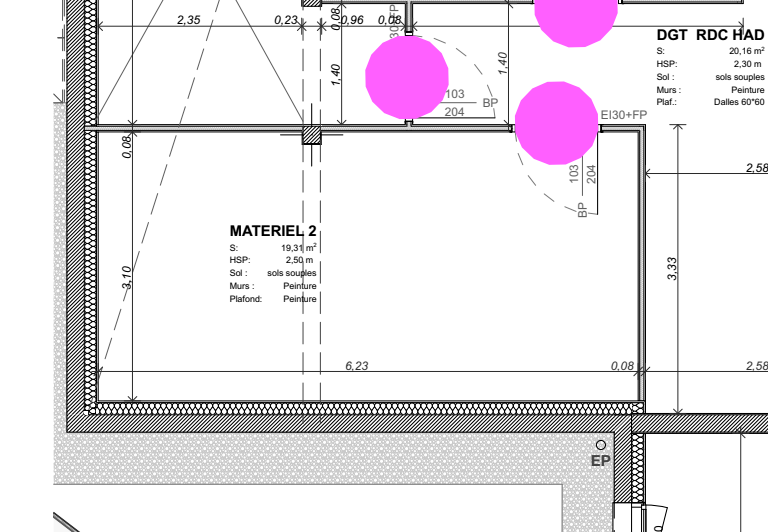 2,35
0,23
0,96
0,08
0,08
1,40
1,40
103
204
BP
EI30+FP
DGT RDC HAD
S: 20,16 m²
HSP: 2,30 m
Sol : sols souples
Murs : Peinture
Plaf.: Dalles 60*60
0,08
103
204
BP
2,58
MATERIEL 2
S: 19,31 m²
HSP: 2,50 m
Sol : sols souples
Murs : Peinture
Plafond: Peinture
3,10
3,33
6,23
0,08
2,58
EP